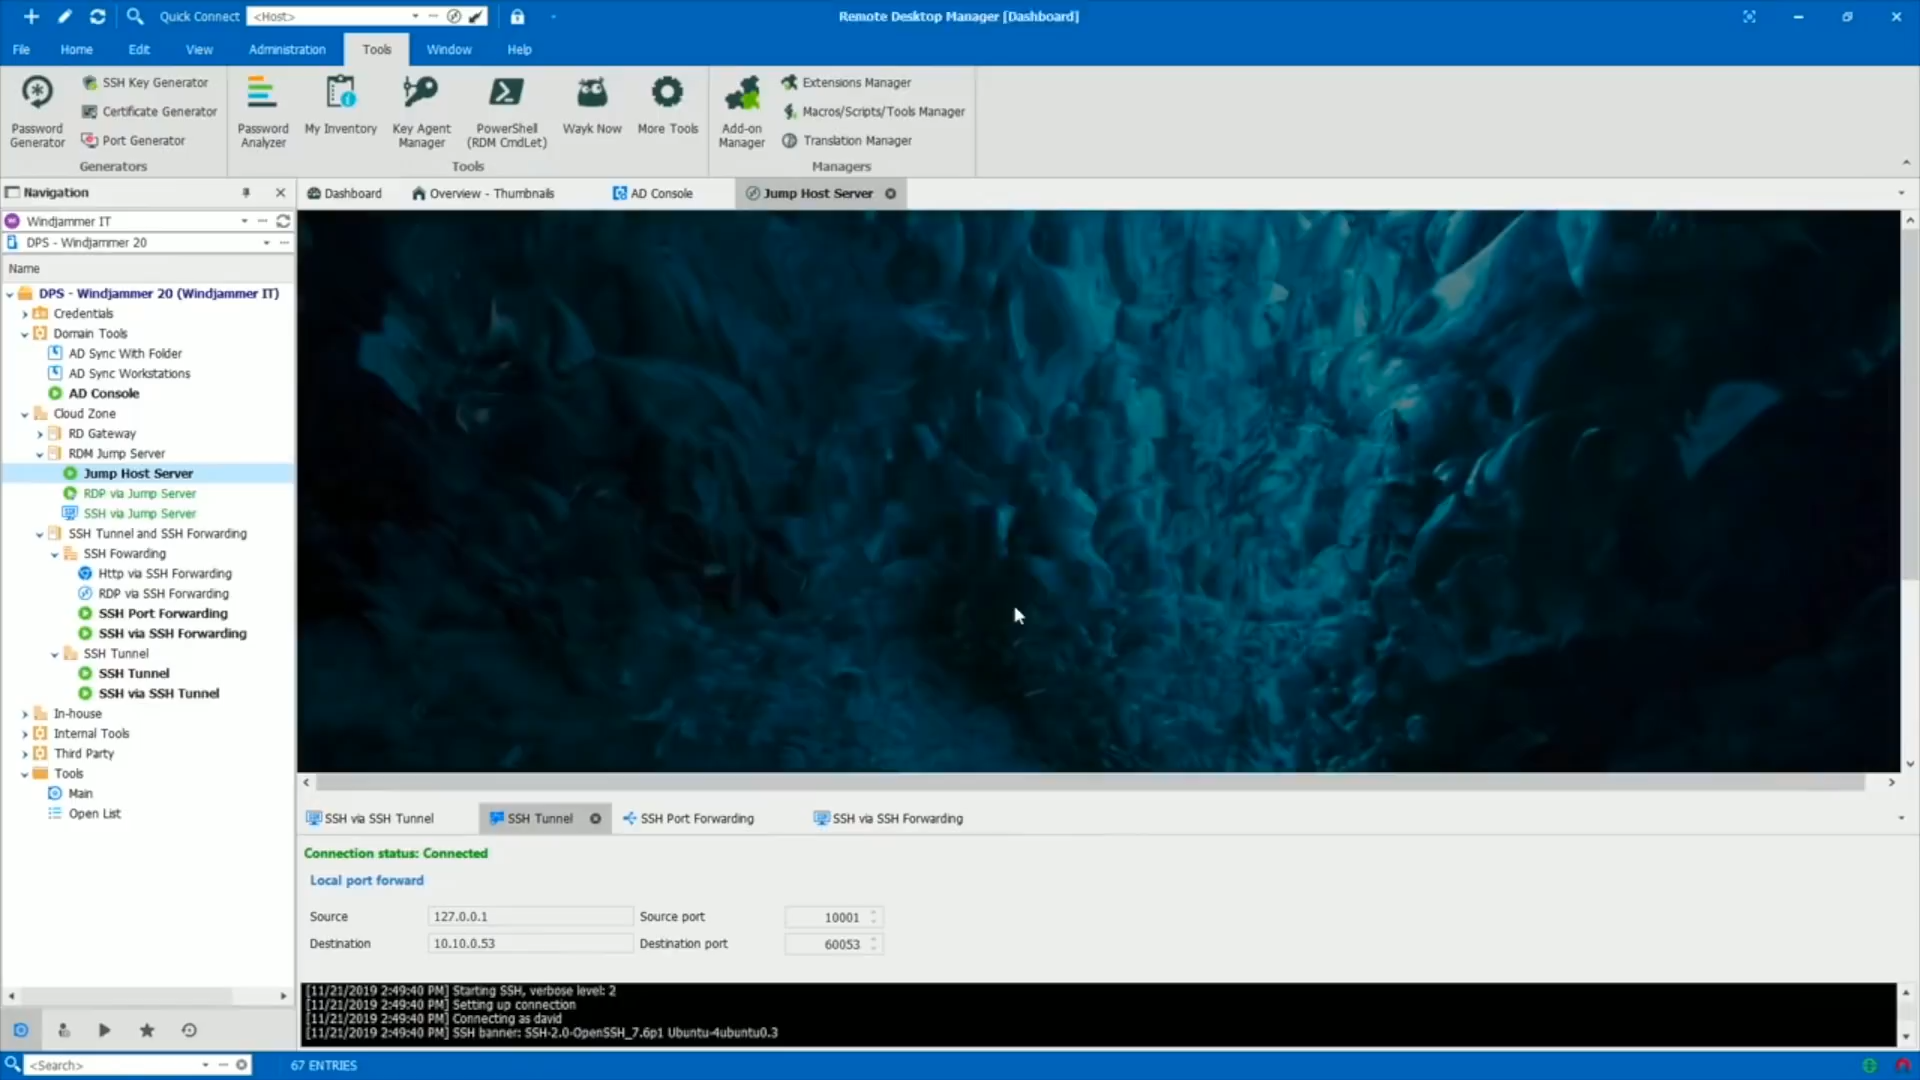 Quick Connect <Host>
Remote Desktop Manager [Dashboard]
File Home Edit View Administration Tools Window Help
Password Generator
SSH Key Generator
Certificate Generator
Port Generator
Generators
Password Analyzer
My Inventory
Key Agent Manager
PowerShell (RDM CmdLet)
Wayk Now
More Tools
Tools
Add-on Manager
Extensions Manager
Macros/Scripts/Tools Manager
Translation Manager
Managers
Navigation
Dashboard Overview - Thumbnails AD Console Jump Host Server
Windjammer IT
DPS - Windjammer 20
Name
DPS - Windjammer 20 (Windjammer IT)
Credentials
Domain Tools
AD Sync With Folder
AD Sync Workstations
AD Console
Cloud Zone
RD Gateway
RDM Jump Server
Jump Host Server
RDP via Jump Server
SSH via Jump Server
SSH Tunnel and SSH Forwarding
SSH Fowarding
Http via SSH Forwarding
RDP via SSH Forwarding
SSH Port Forwarding
SSH via SSH Forwarding
SSH Tunnel
SSH Tunnel
SSH via SSH Tunnel
In-house
Internal Tools
Third Party
Tools
Main
Open List
SSH via SSH Tunnel SSH Tunnel SSH Port Forwarding SSH via SSH Forwarding
Connection status: Connected
Local port forward
Source 127.0.0.1 Source port 10001
Destination 10.10.0.53 Destination port 60053
[11/21/2019 2:49:40 PM] Starting SSH, verbose level: 2
[11/21/2019 2:49:40 PM] Setting up connection
[11/21/2019 2:49:40 PM] Connecting as david
[11/21/2019 2:49:40 PM] SSH banner: SSH-2.0-OpenSSH_7.6p1 Ubuntu-4ubuntu0.3
<Search>
67 ENTRIES